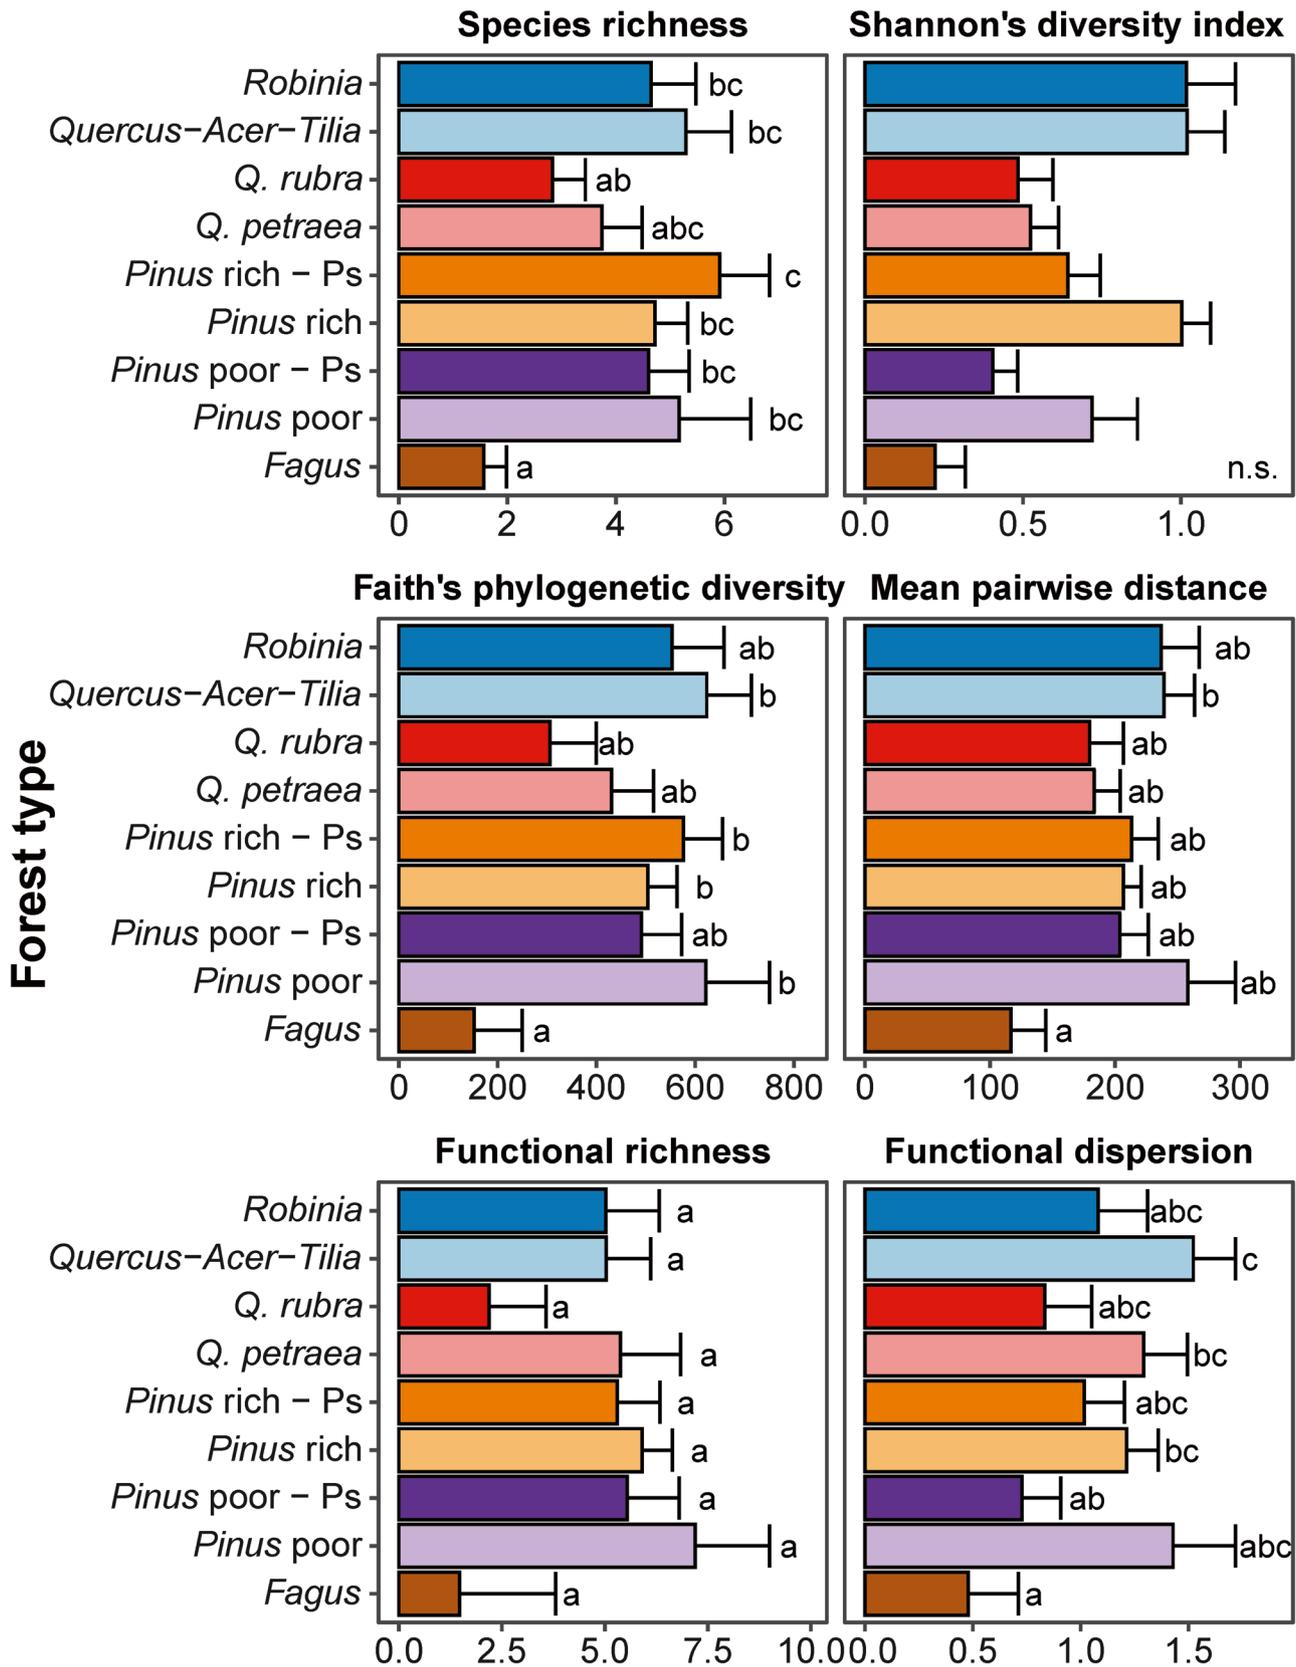 Species richness
Shannon's diversity index
Robinia
bc
Quercus−Acer−Tilia
bc
Q. rubra
ab
Q. petraea
abc
Pinus rich − Ps
c
Pinus rich
bc
Pinus poor − Ps
bc
Pinus poor
bc
Fagus
a
n.s.
0 2 4 6
0.0 0.5 1.0
Forest type
Faith's phylogenetic diversity
Mean pairwise distance
Robinia
ab
ab
Quercus−Acer−Tilia
b
b
Q. rubra
ab
ab
Q. petraea
ab
ab
Pinus rich − Ps
b
ab
Pinus rich
b
ab
Pinus poor − Ps
ab
ab
Pinus poor
b
ab
Fagus
a
a
0 200 400 600 800
0 100 200 300
Functional richness
Functional dispersion
Robinia
a
abc
Quercus−Acer−Tilia
a
c
Q. rubra
a
abc
Q. petraea
a
bc
Pinus rich − Ps
a
abc
Pinus rich
a
bc
Pinus poor − Ps
a
ab
Pinus poor
a
abc
Fagus
a
a
0.0 2.5 5.0 7.5 10.0
0.0 0.5 1.0 1.5